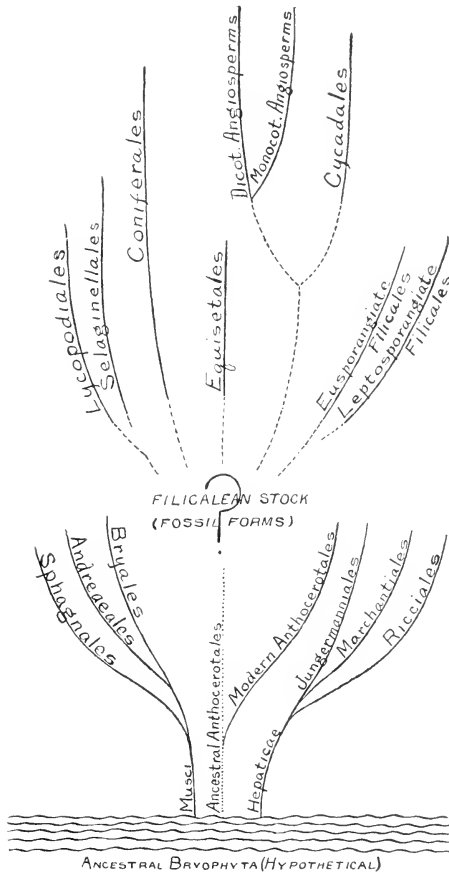 Dicot. Angiosperms
Monocot. Angiosperms
Cycadales
Coniferales
Lycopodiales
Selaginellales
Equisetales
Eusporangiate
Filicales
Leptosporangiate
Filicales
?
FILICALEAN STOCK
(FOSSIL FORMS)
Sphagnales
Andreaeales
Bryales
Ancestral Anthocerotales
Modern Anthocerotales
Jungermanniales
Marchantiales
Ricciales
Musci
Hepaticae
ANCESTRAL BRYOPHYTA (HYPOTHETICAL)